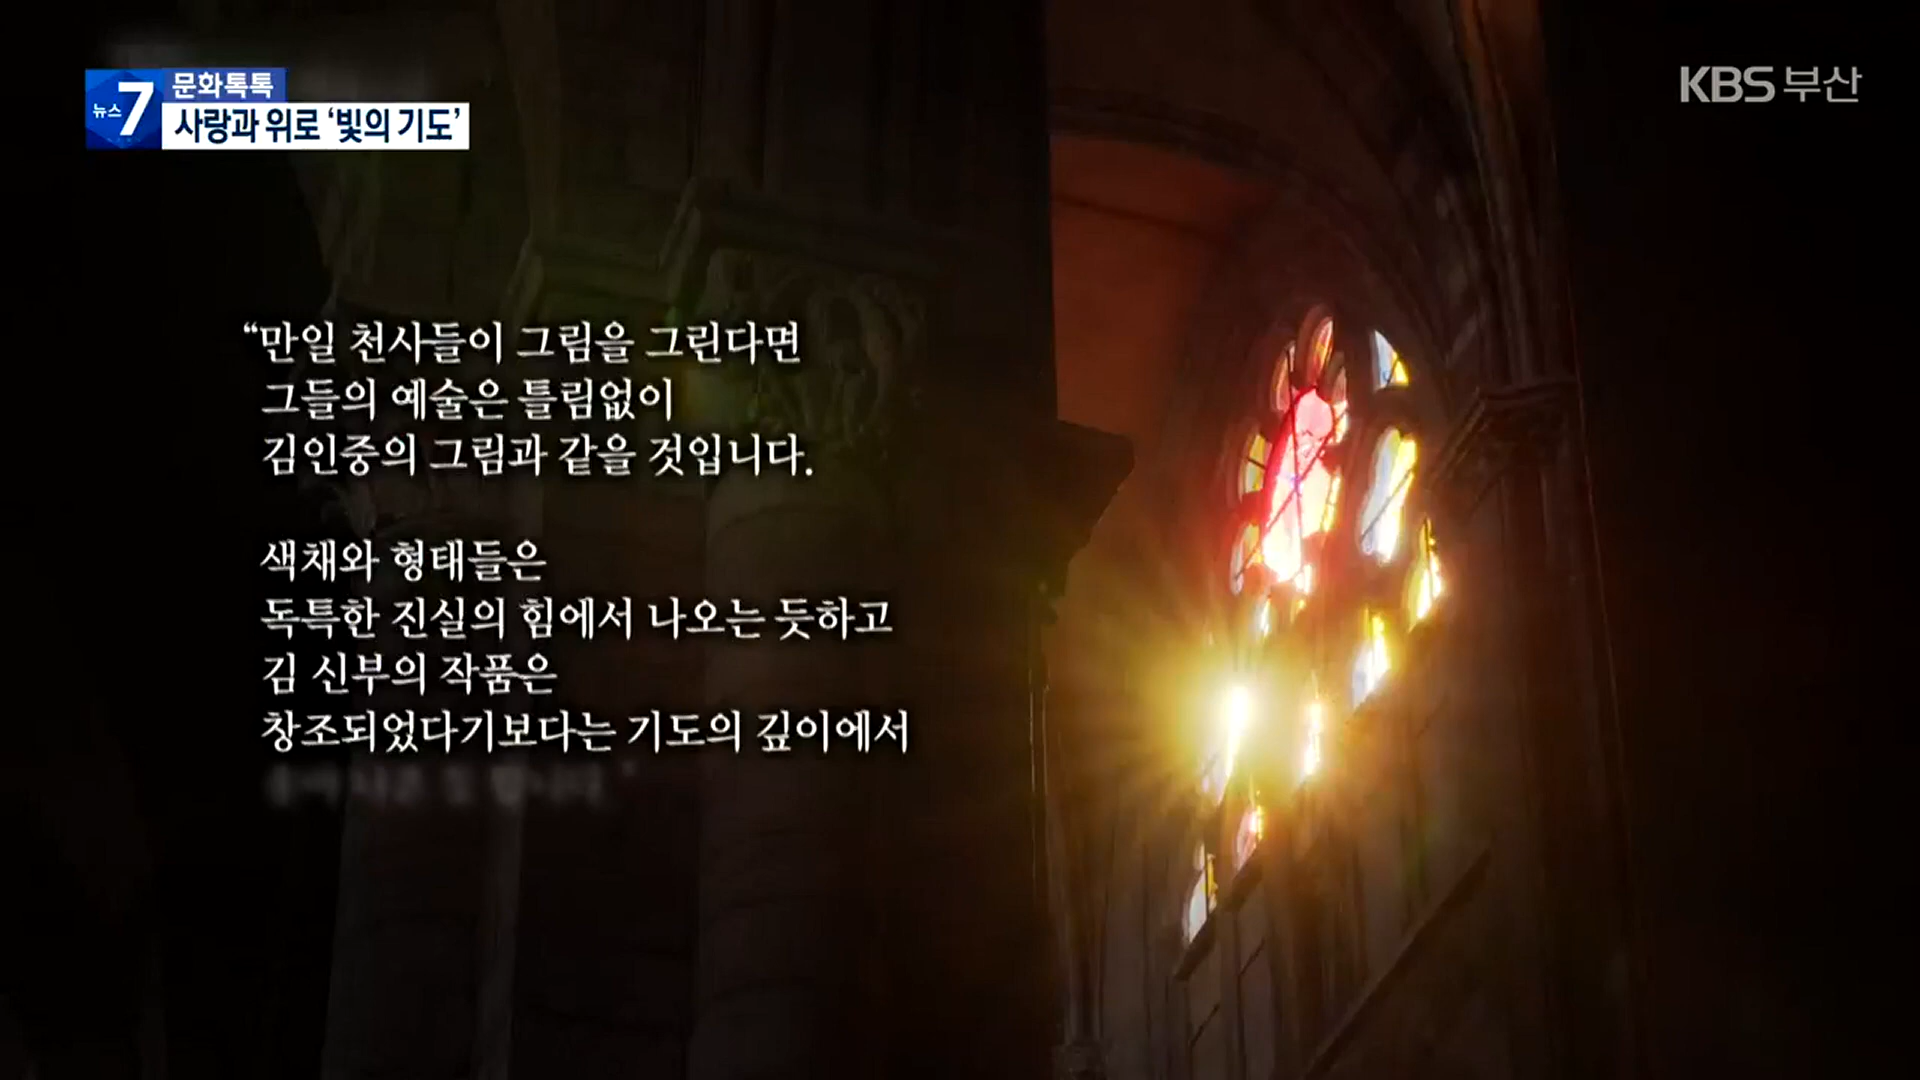 뉴스 7
문화톡톡
사랑과 위로 ‘빛의 기도’
KBS 부산
“만일 천사들이 그림을 그린다면
그들의 예술은 틀림없이
김인중의 그림과 같을 것입니다.
색채와 형태들은
독특한 진실의 힘에서 나오는 듯하고
김 신부의 작품은
창조되었다기보다는 기도의 깊이에서